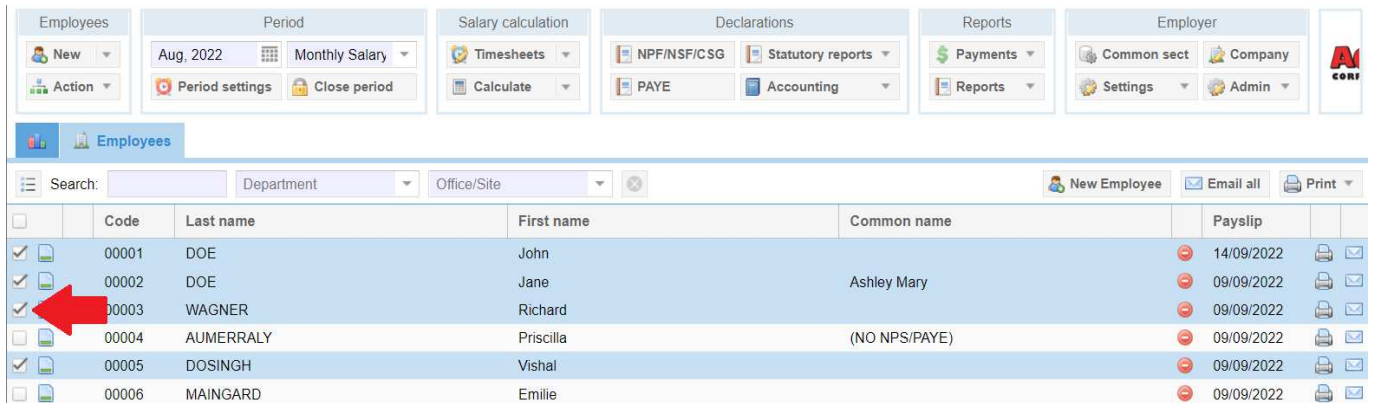 Employees Period Salary calculation Declarations Reports Employer
New Aug, 2022 Monthly Salary Timesheets NPF/NSF/CSG Statutory reports Payments Common sect Company
Action Period settings Close period Calculate PAYE Accounting Reports Settings Admin
Employees
Search: Department Office/Site New Employee Email all Print
Code Last name First name Common name Payslip
00001 DOE John 14/09/2022
00002 DOE Jane Ashley Mary 09/09/2022
00003 WAGNER Richard 09/09/2022
00004 AUMERRALY Priscilla (NO NPS/PAYE) 09/09/2022
00005 DOSINGH Vishal 09/09/2022
00006 MAINGARD Emilie 09/09/2022